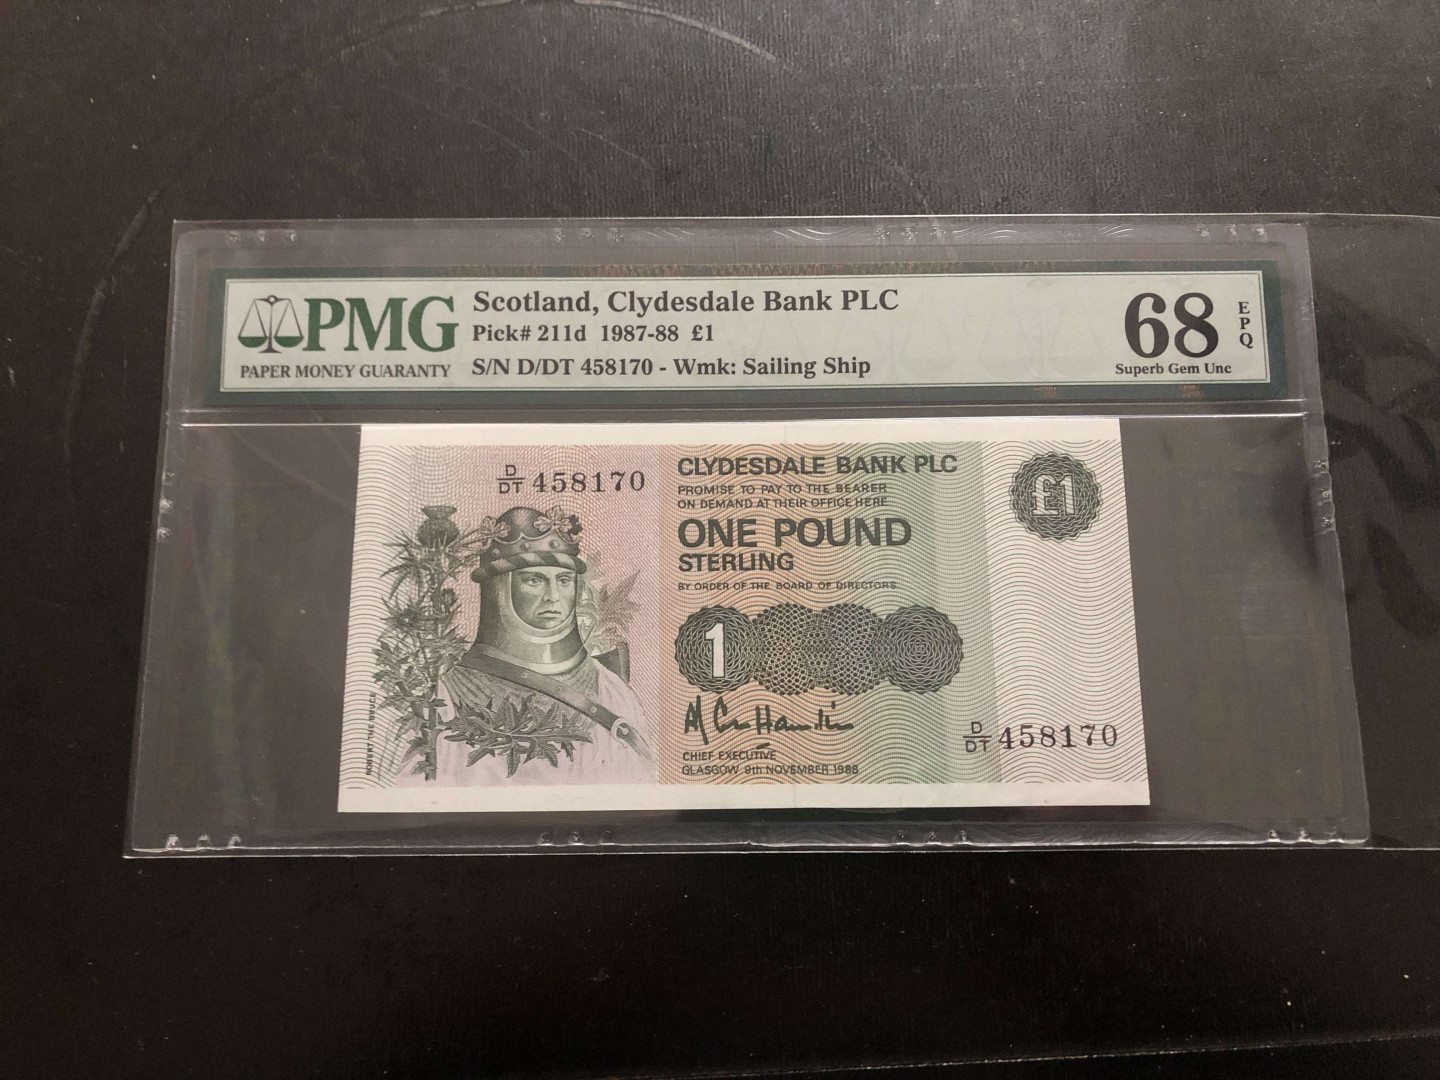 PMG
PAPER MONEY GUARANTY
Scotland, Clydesdale Bank PLC
Pick# 211d 1987-88 £1
S/N D/DT 458170 - Wmk: Sailing Ship
68
EPQ
Superb Gem Unc
D/DT 458170
CLYDESDALE BANK PLC
PROMISE TO PAY TO THE BEARER
ON DEMAND AT THEIR OFFICE HERE
ONE POUND
STERLING
BY ORDER OF THE BOARD OF DIRECTORS
£1
1
CHIEF EXECUTIVE
GLASGOW 9th NOVEMBER 1988
D/DT 458170
ROBERT THE BRUCE